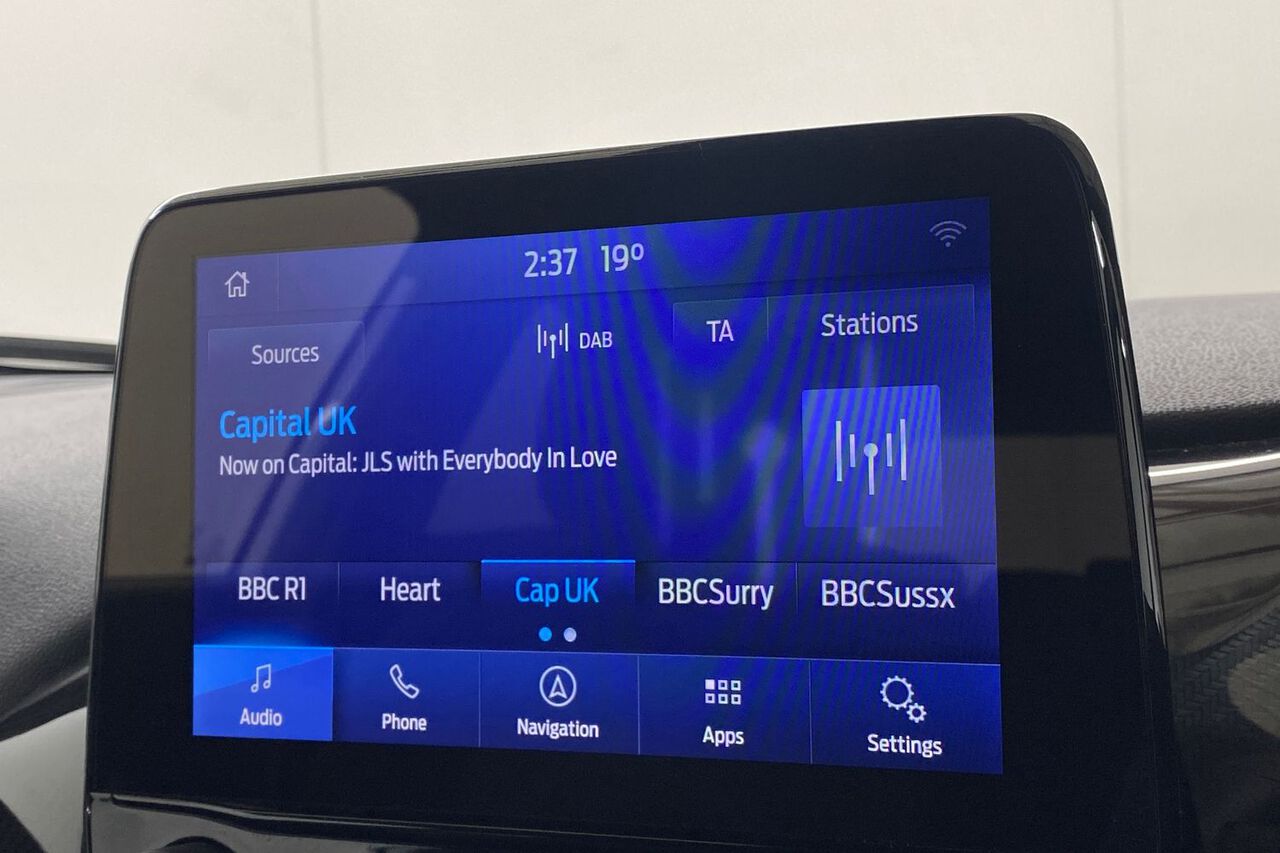 2:37 19º
Sources
DAB
TA
Stations
Capital UK
Now on Capital: JLS with Everybody In Love
BBC R1
Heart
Cap UK
BBCSurry
BBCSussx
Audio
Phone
Navigation
Apps
Settings